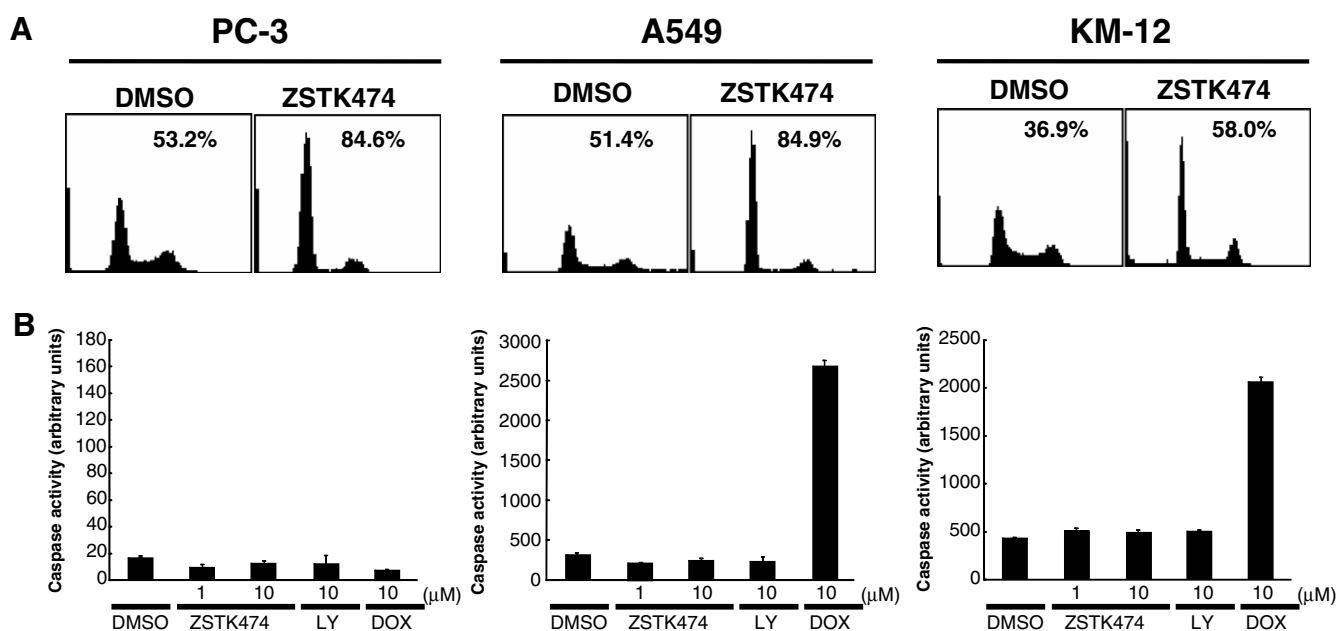 A
PC-3
A549
KM-12
DMSO
ZSTK474
DMSO
ZSTK474
DMSO
ZSTK474
53.2%
84.6%
51.4%
84.9%
36.9%
58.0%
B
Caspase activity (arbitrary units)
180
160
140
120
100
80
60
40
20
0
1 10 10 10 (μM)
DMSO ZSTK474 LY DOX
Caspase activity (arbitrary units)
3000
2500
2000
1500
1000
500
0
1 10 10 10 (μM)
DMSO ZSTK474 LY DOX
Caspase activity (arbitrary units)
2500
2000
1500
1000
500
0
1 10 10 10 (μM)
DMSO ZSTK474 LY DOX